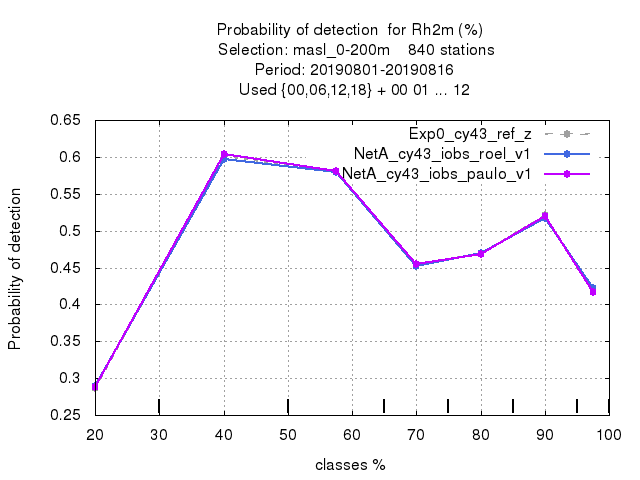 Probability of detection  for Rh2m (%)
Selection: masl_0-200m    840 stations
Period: 20190801-20190816
Used {00,06,12,18} + 00 01 ... 12
Exp0_cy43_ref_z
NetA_cy43_iobs_roel_v1
NetA_cy43_iobs_paulo_v1
Probability of detection
0.65
0.6
0.55
0.5
0.45
0.4
0.35
0.3
0.25
20 30 40 50 60 70 80 90 100
classes %